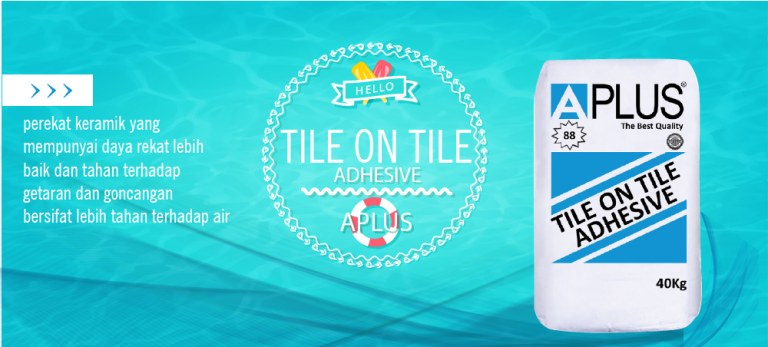 perekat keramik yang
mempunyai daya rekat lebih
baik dan tahan terhadap
getaran dan goncangan
bersifat lebih tahan terhadap air
HELLO
TILE ON TILE
ADHESIVE
APLUS
APLUS®
The Best Quality
88
TILE ON TILE
ADHESIVE
40Kg